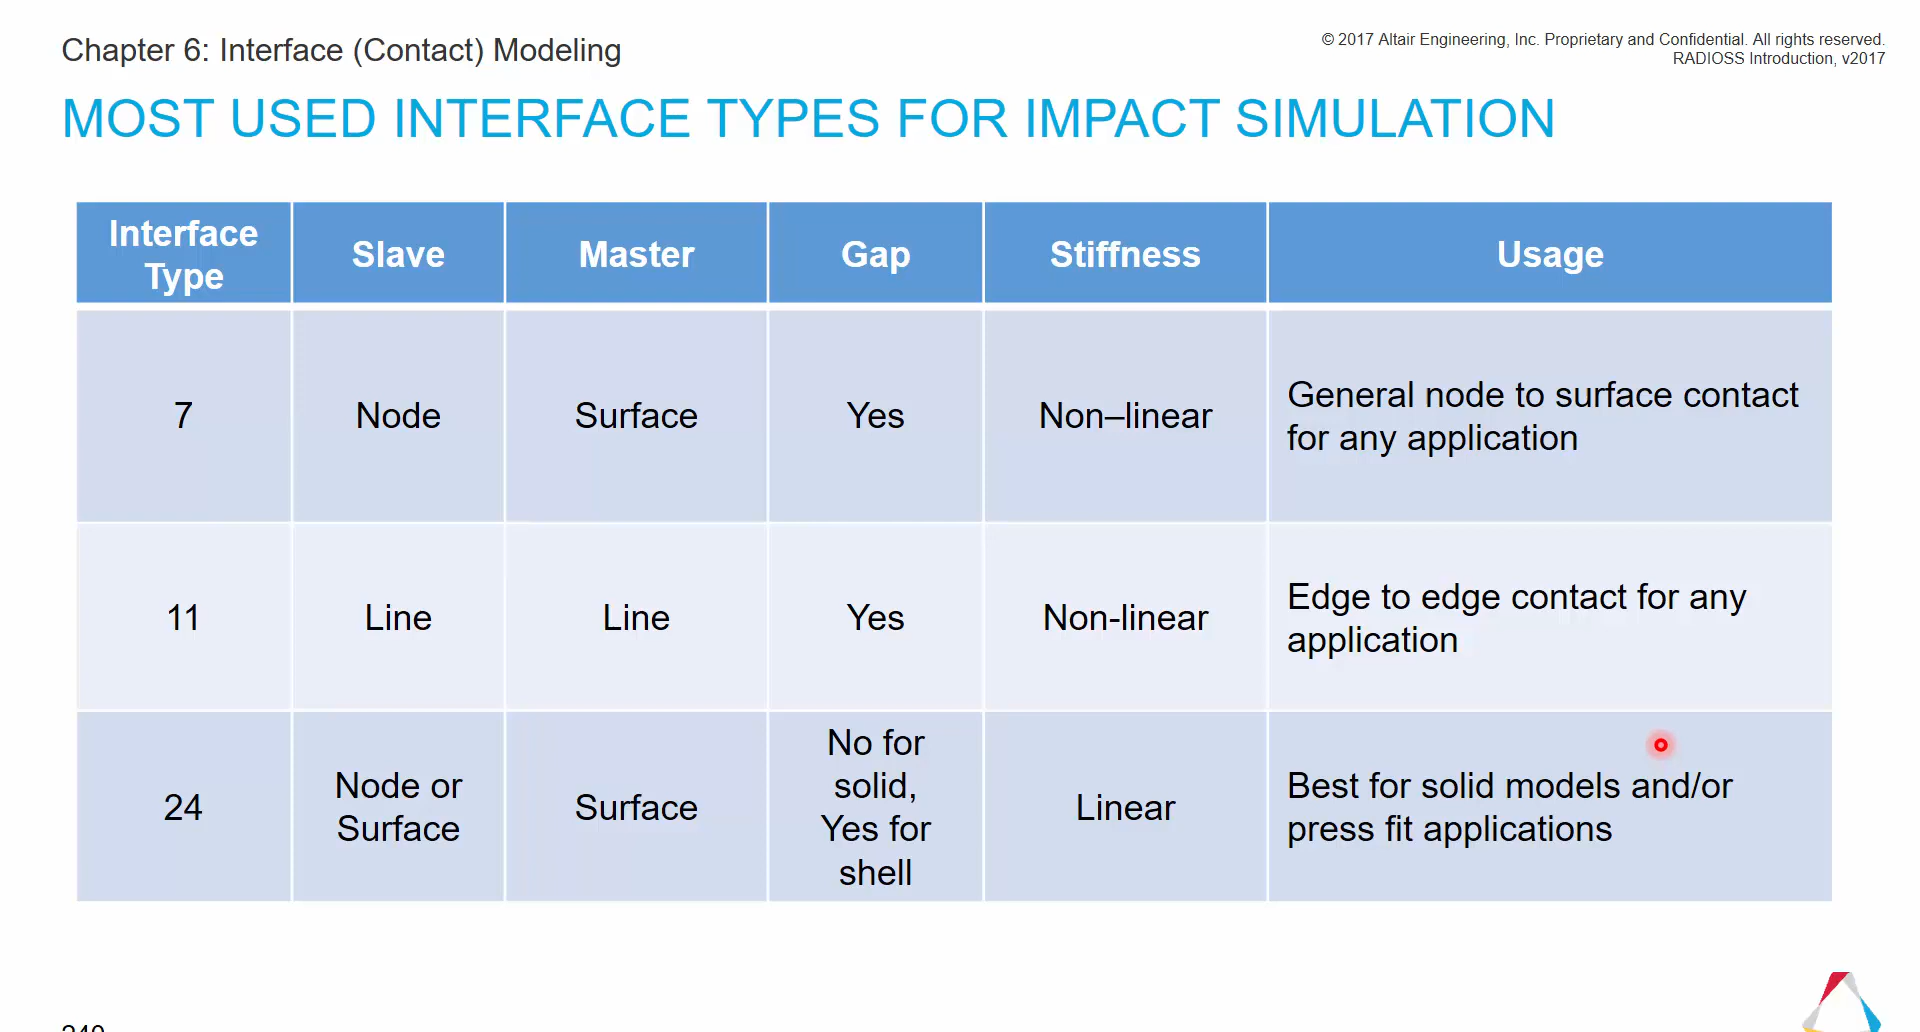 Chapter 6: Interface (Contact) Modeling
© 2017 Altair Engineering, Inc. Proprietary and Confidential. All rights reserved.
RADIOSS Introduction, v2017
MOST USED INTERFACE TYPES FOR IMPACT SIMULATION
Interface
Type
Slave
Master
Gap
Stiffness
Usage
7
Node
Surface
Yes
Non–linear
General node to surface contact
for any application
11
Line
Line
Yes
Non-linear
Edge to edge contact for any
application
24
Node or
Surface
Surface
No for
solid,
Yes for
shell
Linear
Best for solid models and/or
press fit applications